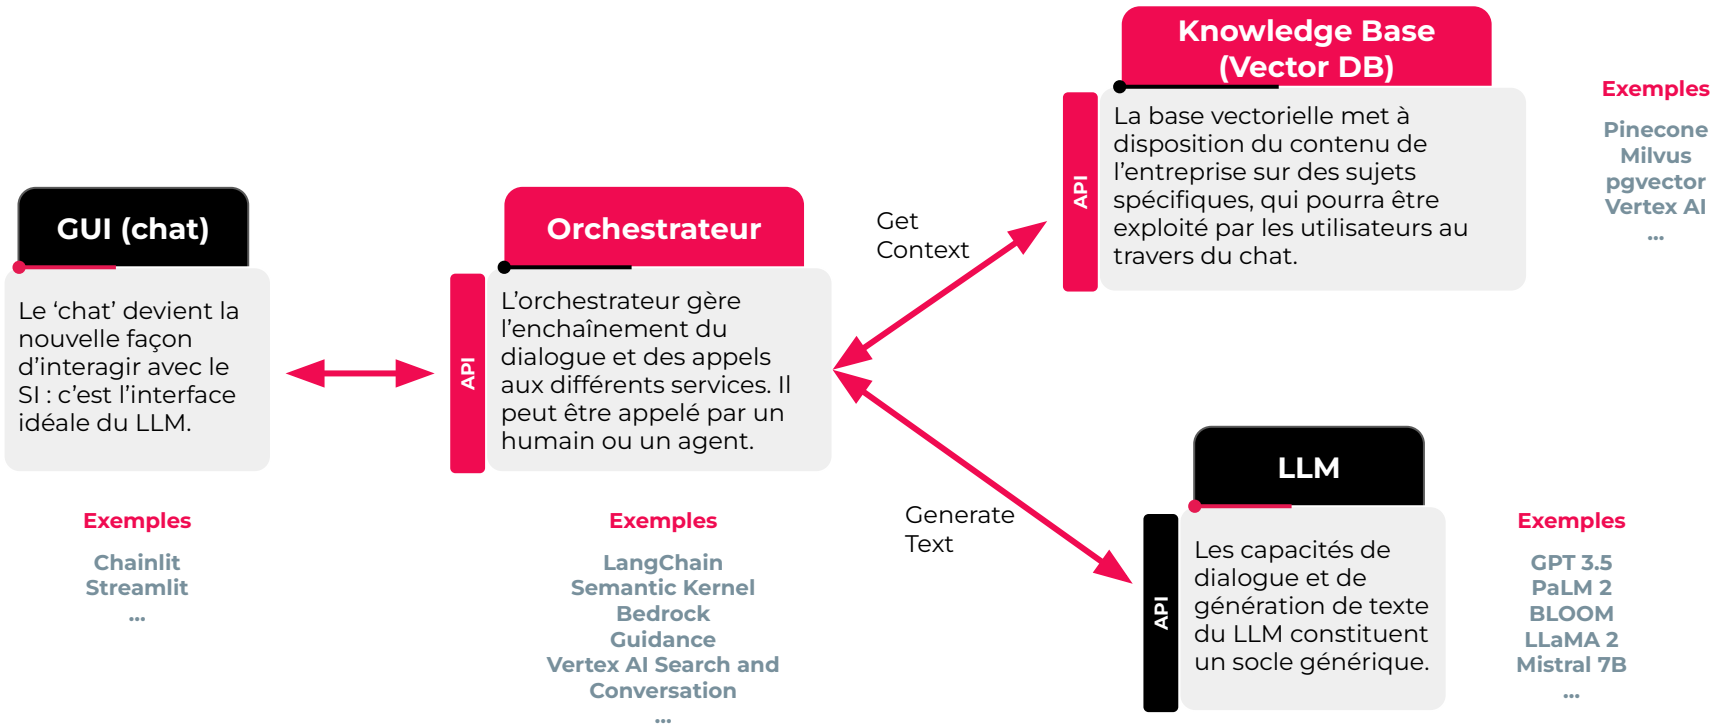 GUI (chat)
Le ‘chat’ devient la
nouvelle façon
d’interagir avec le
SI : c’est l’interface
idéale du LLM.
Exemples
Chainlit
Streamlit
...
Orchestrateur
API
L’orchestrateur gère
l’enchaînement du
dialogue et des appels
aux différents services. Il
peut être appelé par un
humain ou un agent.
Exemples
LangChain
Semantic Kernel
Bedrock
Guidance
Vertex AI Search and
Conversation
...
Get
Context
Generate
Text
Knowledge Base
(Vector DB)
API
La base vectorielle met à
disposition du contenu de
l’entreprise sur des sujets
spécifiques, qui pourra être
exploité par les utilisateurs au
travers du chat.
Exemples
Pinecone
Milvus
pgvector
Vertex AI
...
LLM
API
Les capacités de
dialogue et de
génération de texte
du LLM constituent
un socle générique.
Exemples
GPT 3.5
PaLM 2
BLOOM
LLaMA 2
Mistral 7B
...